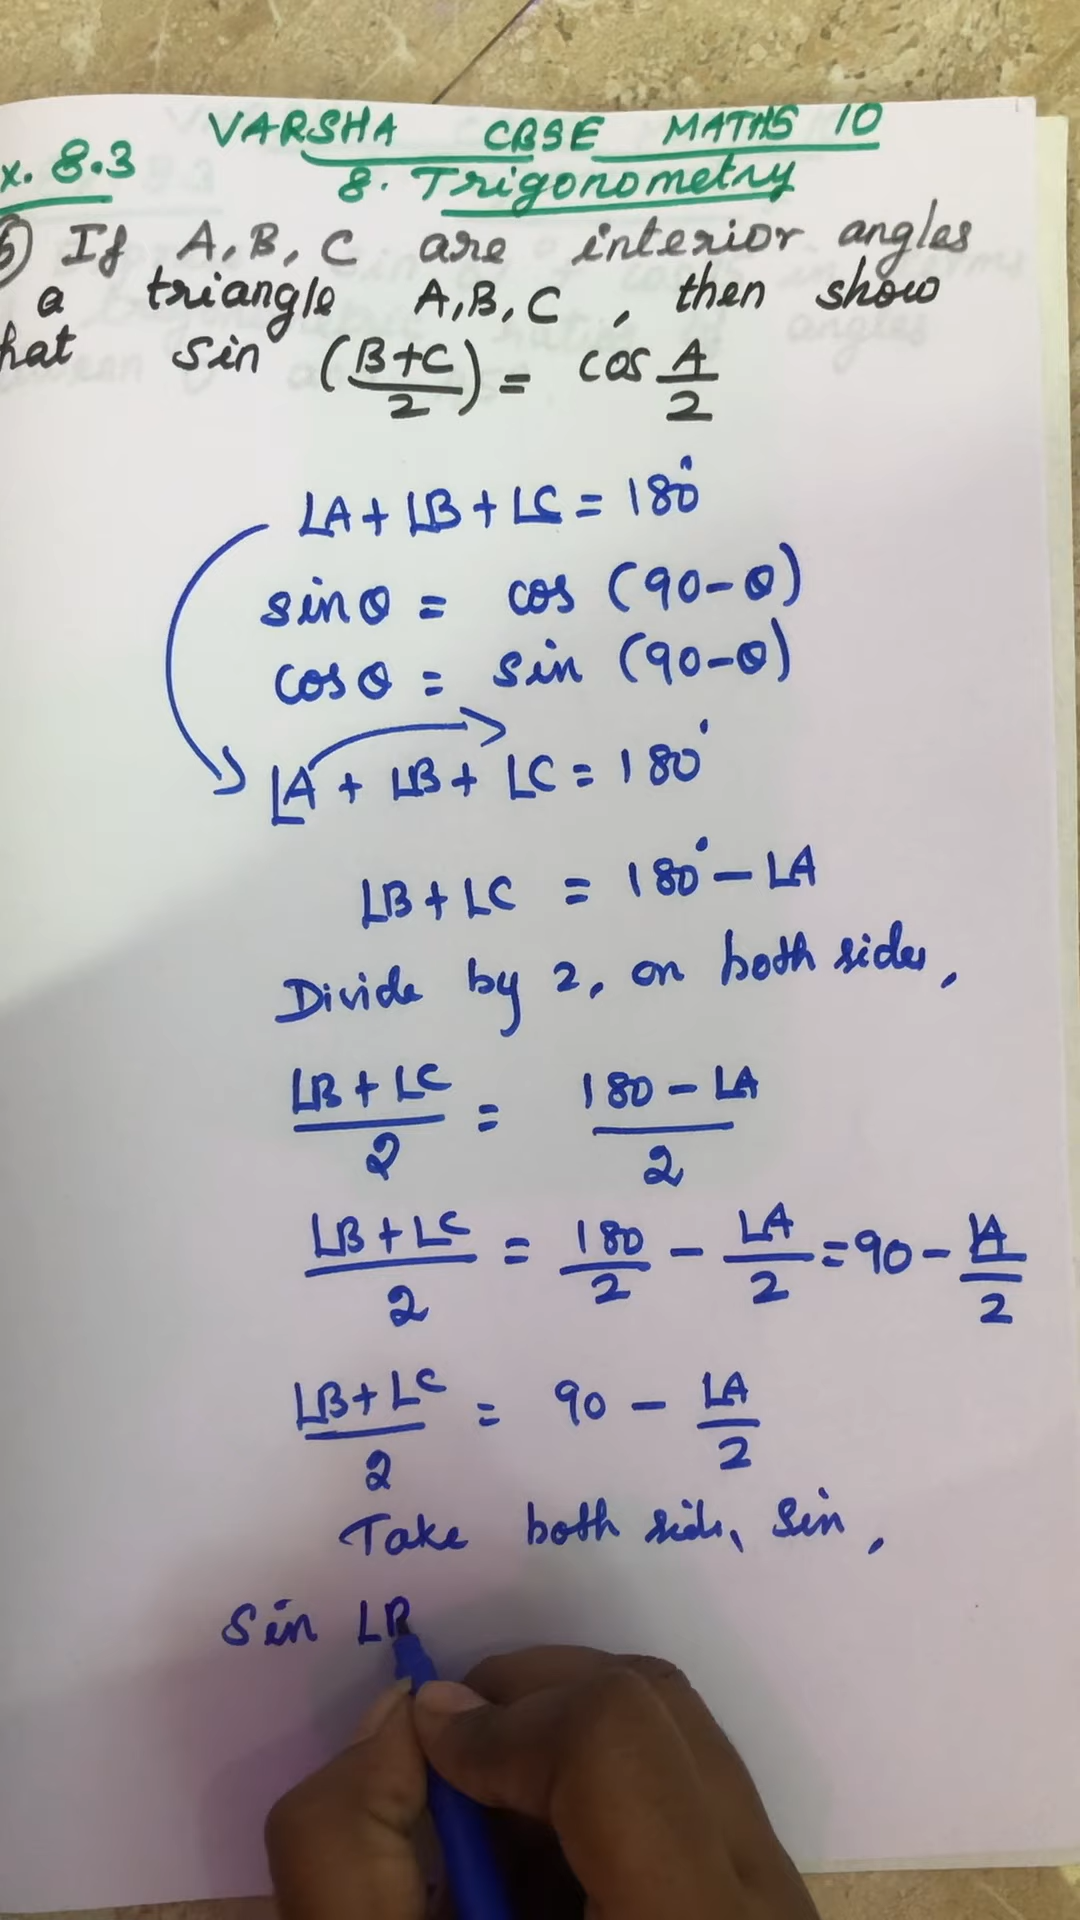 VARSHA CBSE MATHS 10
x. 8.3
8. Trigonometry
If A, B, C are interior angles
a triangle A, B, C, then show
hat sin (B+C/2) = cos A/2
∠A + ∠B + ∠C = 180°
sin θ = cos (90-θ)
cos θ = sin (90-θ)
∠A + ∠B + ∠C = 180°
∠B + ∠C = 180° - ∠A
Divide by 2, on both sides,
∠B + ∠C / 2 = 180 - ∠A / 2
∠B + ∠C / 2 = 180/2 - ∠A/2 = 90 - ∠A/2
∠B + ∠C / 2 = 90 - ∠A/2
Take both side, sin,
Sin ∠B